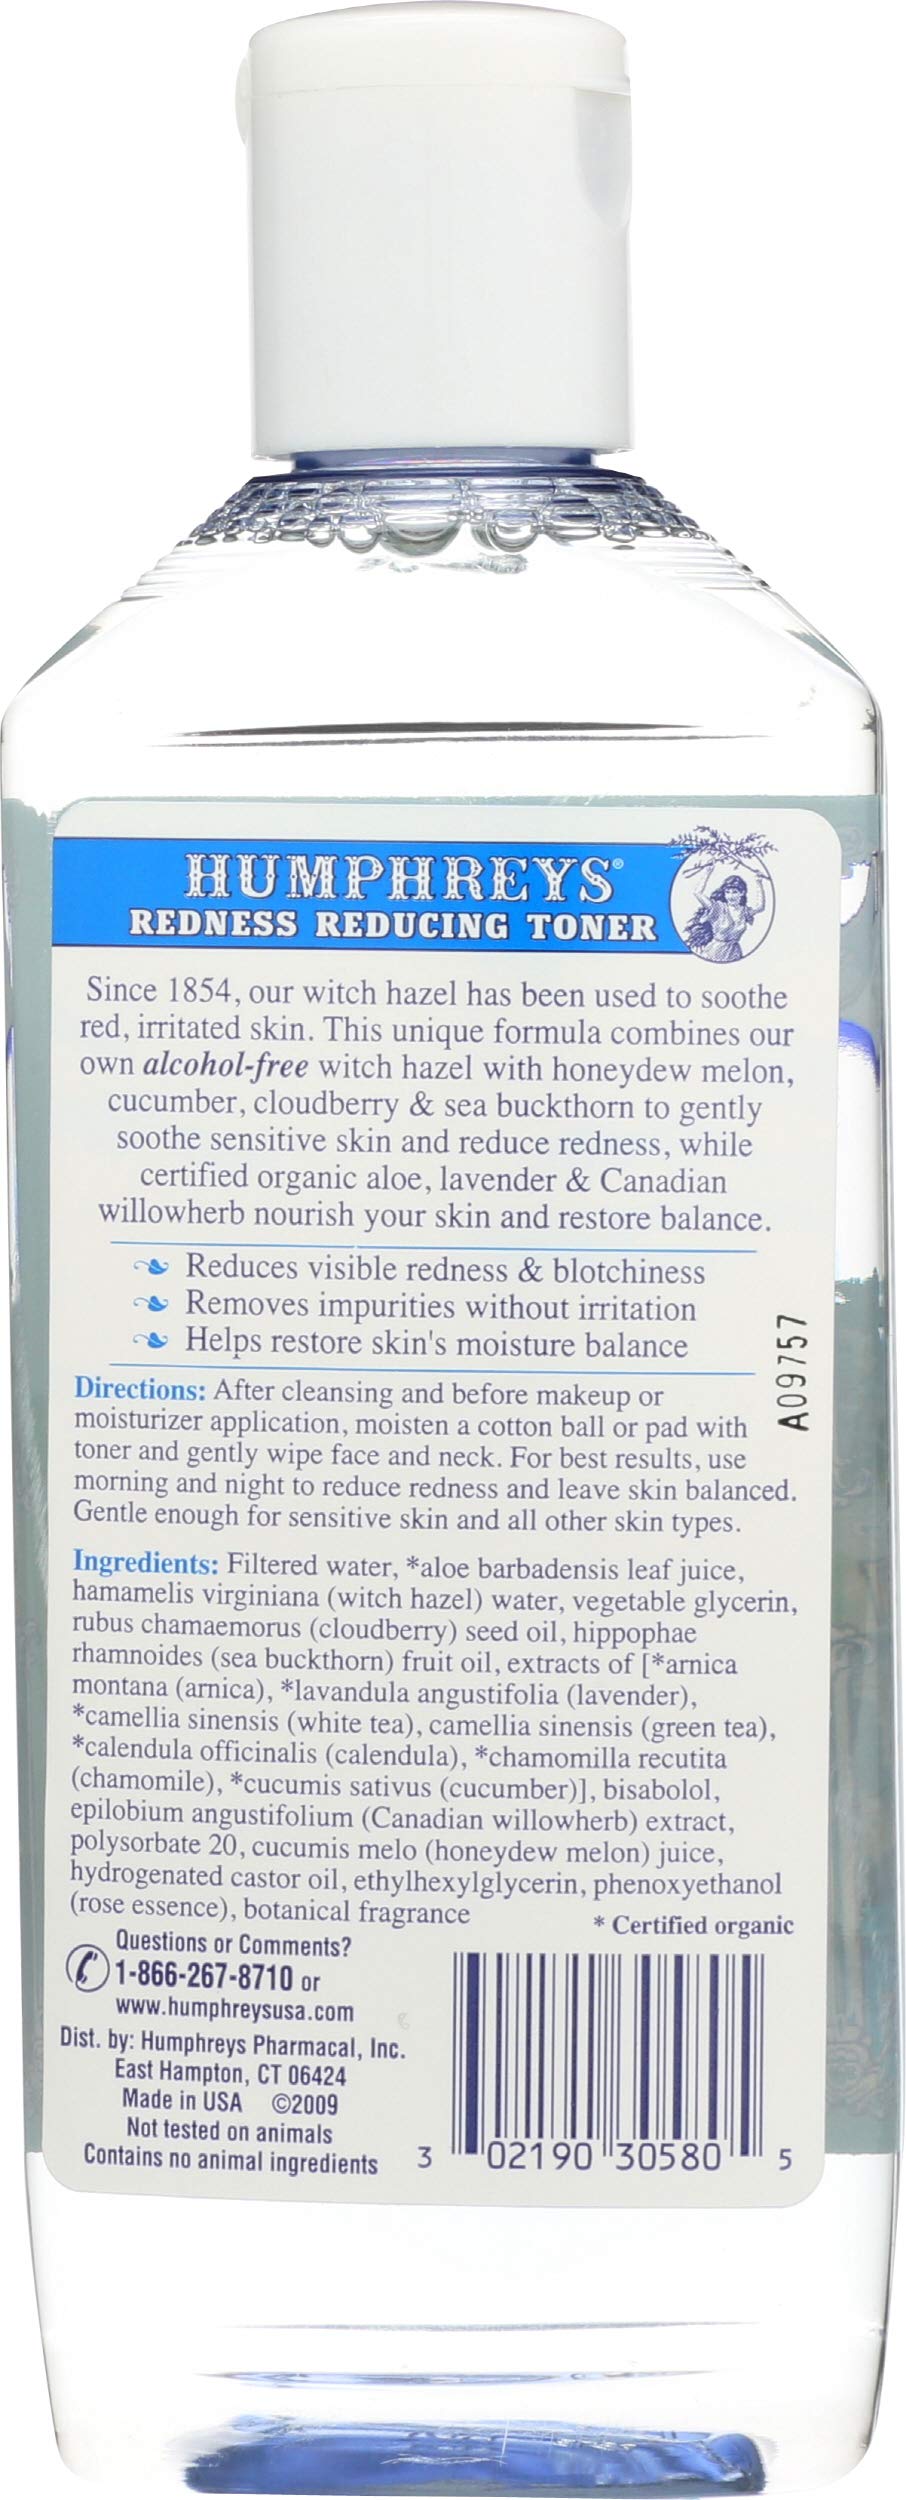 HUMPHREYS®
REDNESS REDUCING TONER
Since 1854, our witch hazel has been used to soothe
red, irritated skin. This unique formula combines our
own alcohol-free witch hazel with honeydew melon,
cucumber, cloudberry & sea buckthorn to gently
soothe sensitive skin and reduce redness, while
certified organic aloe, lavender & Canadian
willowherb nourish your skin and restore balance.
Reduces visible redness & blotchiness
Removes impurities without irritation
Helps restore skin's moisture balance
A09757
Directions: After cleansing and before makeup or
moisturizer application, moisten a cotton ball or pad with
toner and gently wipe face and neck. For best results, use
morning and night to reduce redness and leave skin balanced.
Gentle enough for sensitive skin and all other skin types.
Ingredients: Filtered water, *aloe barbadensis leaf juice,
hamamelis virginiana (witch hazel) water, vegetable glycerin,
rubus chamaemorus (cloudberry) seed oil, hippophae
rhamnoides (sea buckthorn) fruit oil, extracts of [*arnica
montana (arnica), *lavandula angustifolia (lavender),
*camellia sinensis (white tea), camellia sinensis (green tea),
*calendula officinalis (calendula), *chamomilla recutita
(chamomile), *cucumis sativus (cucumber)], bisabolol,
epilobium angustifolium (Canadian willowherb) extract,
polysorbate 20, cucumis melo (honeydew melon) juice,
hydrogenated castor oil, ethylhexylglycerin, phenoxyethanol
(rose essence), botanical fragrance
* Certified organic
Questions or Comments?
1-866-267-8710 or
www.humphreysusa.com
Dist. by: Humphreys Pharmacal, Inc.
East Hampton, CT 06424
Made in USA ©2009
Not tested on animals
Contains no animal ingredients
3 02190 30580 5